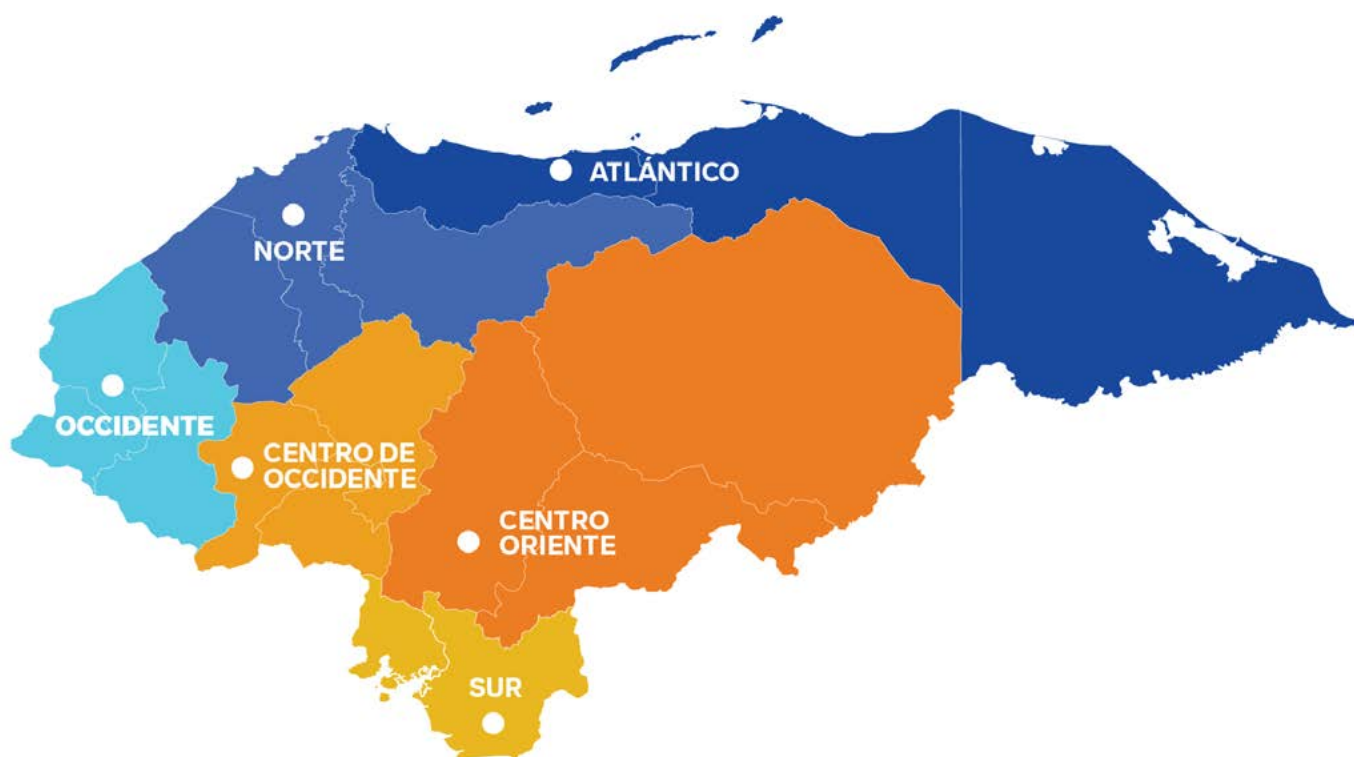 ATLÁNTICO
NORTE
OCCIDENTE
CENTRO DE
OCCIDENTE
CENTRO
ORIENTE
SUR